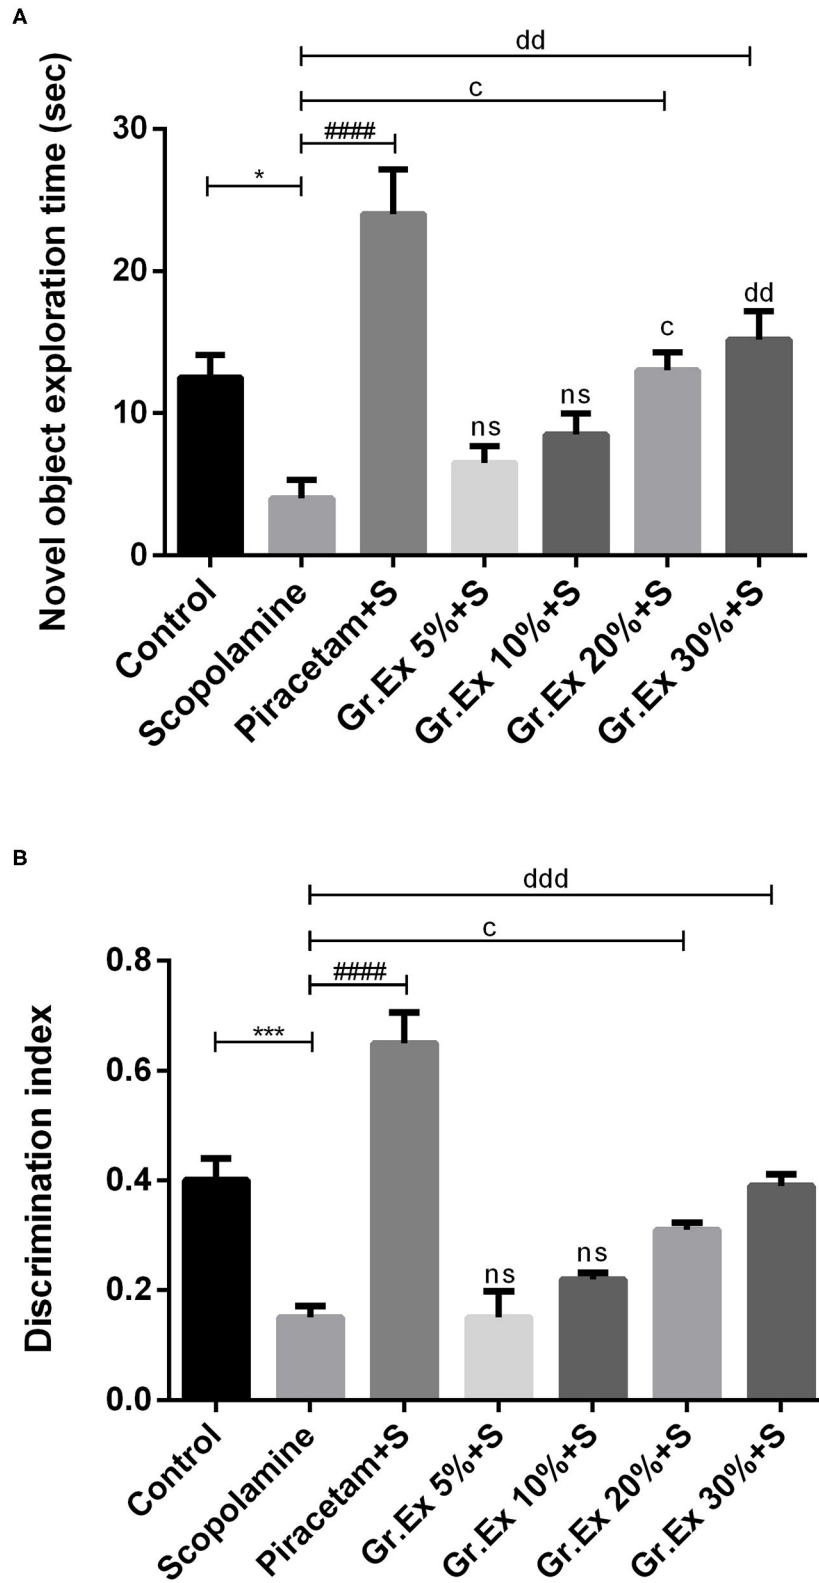 A
dd
c
####
*
Novel object exploration time (sec)
30
20
10
0
ns
ns
c
dd
Control
Scopolamine
Piracetam+S
Gr.Ex 5%+S
Gr.Ex 10%+S
Gr.Ex 20%+S
Gr.Ex 30%+S
B
ddd
c
####
***
Discrimination index
0.8
0.6
0.4
0.2
0.0
ns
ns
Control
Scopolamine
Piracetam+S
Gr.Ex 5%+S
Gr.Ex 10%+S
Gr.Ex 20%+S
Gr.Ex 30%+S